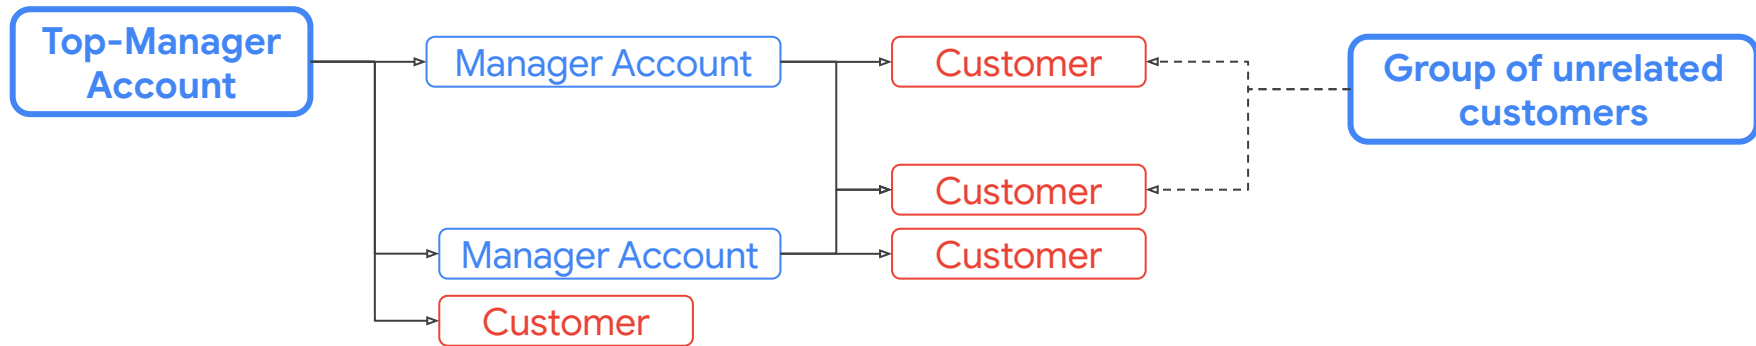 Top-Manager
Account
Manager Account
Customer
Group of unrelated
customers
Customer
Manager Account
Customer
Customer